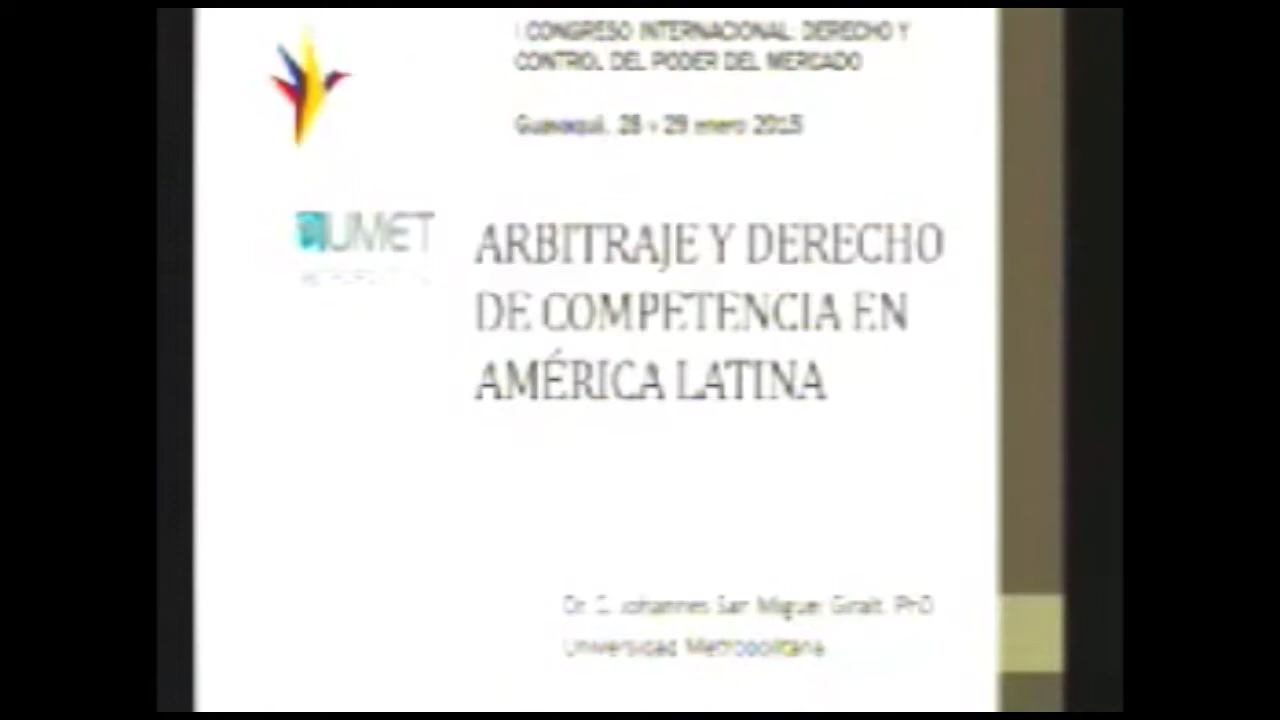 I CONGRESO INTERNACIONAL: DERECHO Y
CONTROL DEL PODER DEL MERCADO
Guayaquil, 28 - 29 enero 2015
UMET
ARBITRAJE Y DERECHO
DE COMPETENCIA EN
AMÉRICA LATINA
Dr. C. Johannes San Miguel Giralt, PhD
Universidad Metropolitana